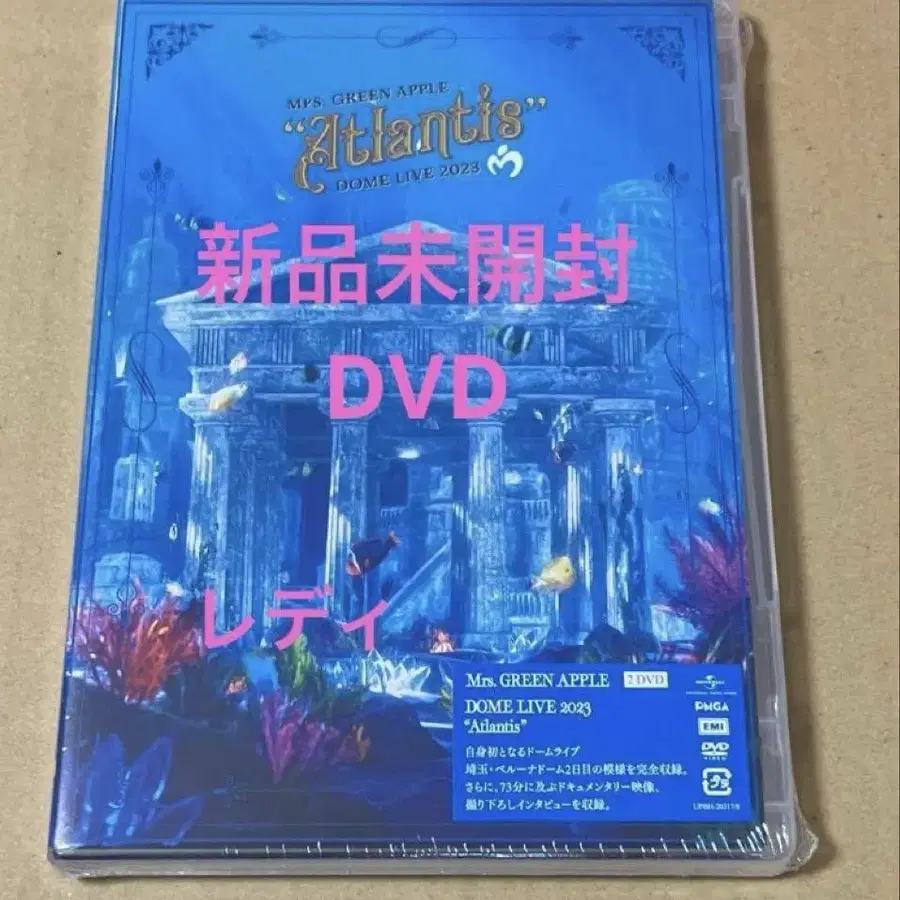 MRS. GREEN APPLE
“Atlantis”
DOME LIVE 2023
新品未開封
DVD
レディ
Mrs. GREEN APPLE 2 DVD
DOME LIVE 2023
“Atlantis”
自身初となるドームライブ
埼玉・ベルーナドーム2日目の模様を完全収録。
さらに、73分に及ぶドキュメンタリー映像、
撮り下ろしインタビューを収録。
UNIVERSAL
PMGA
EMI
DVD
VIDEO
プラ